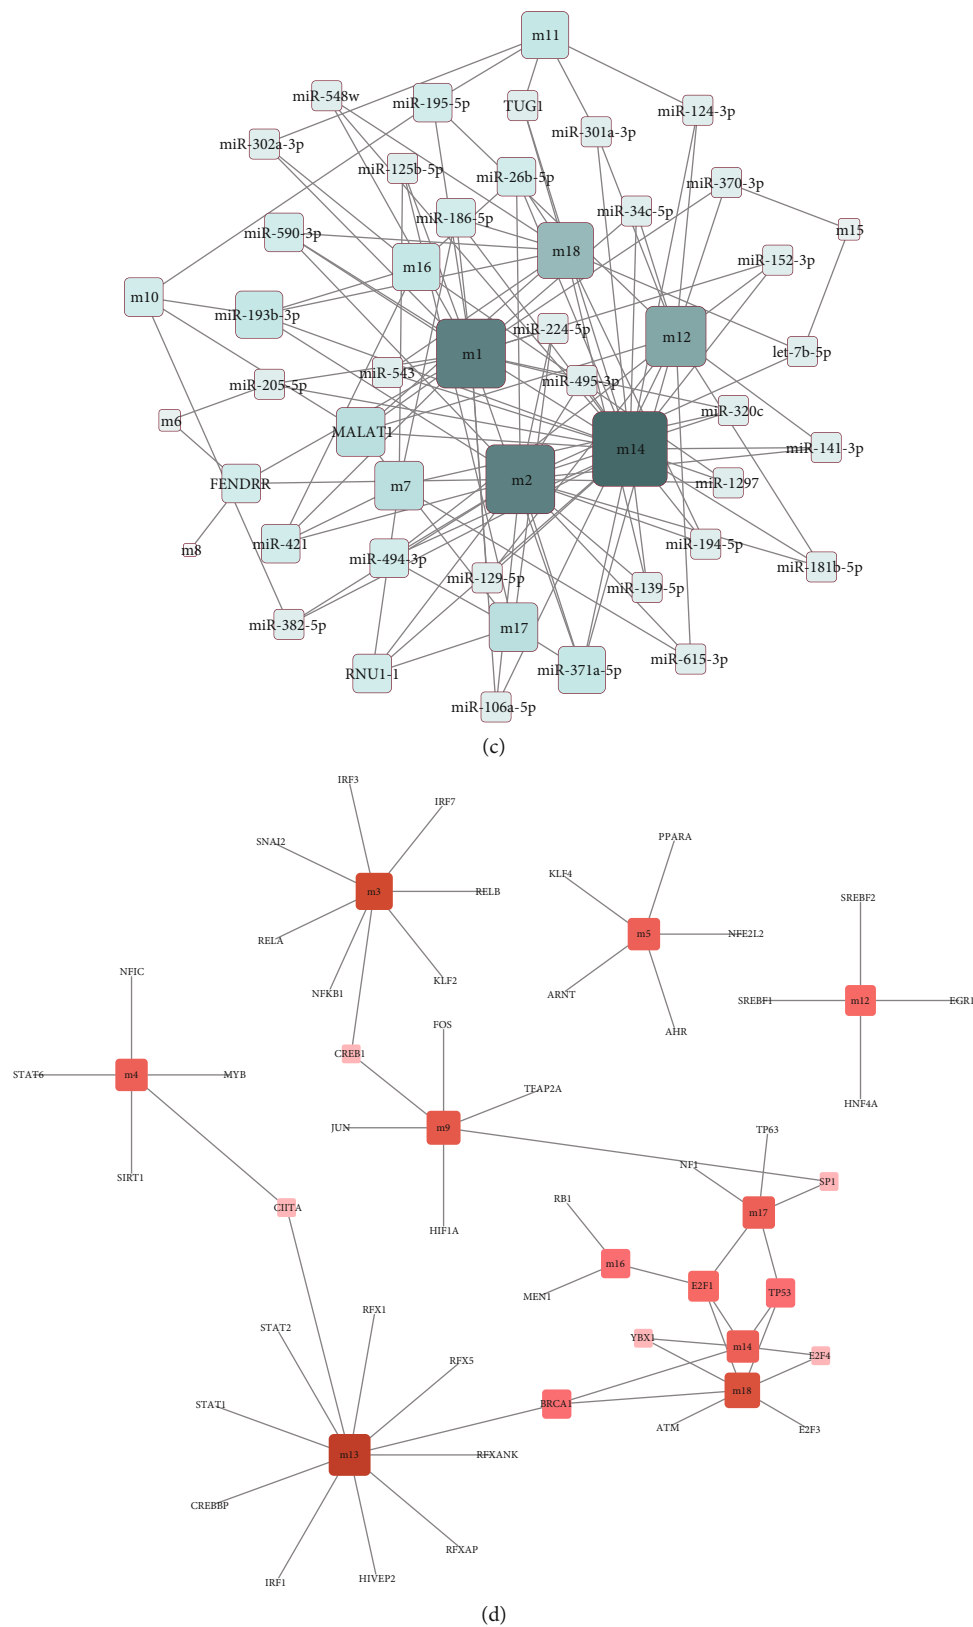 m11
miR-548w
miR-195-5p
TUG1
miR-124-3p
miR-301a-3p
miR-302a-3p
miR-125b-5p
miR-26b-5p
miR-370-3p
miR-186-5p
miR-34c-5p
m15
miR-590-3p
m18
m16
miR-152-3p
m10
miR-193b-3p
miR-224-5p
m12
m1
let-7b-5p
miR-543
miR-495-3p
miR-205-5p
miR-320c
m6
MALAT1
m14
miR-141-3p
FENDRR
m7
m2
miR-1297
m8
miR-421
miR-494-3p
miR-194-5p
miR-129-5p
miR-181b-5p
miR-139-5p
miR-382-5p
m17
miR-615-3p
RNU1-1
miR-371a-5p
miR-106a-5p
(c)
IRF3
IRF7
SNAI2
PPARA
KLF4
m3
RELB
SREBF2
RELA
m5
NFE2L2
NFIC
KLF2
NFKB1
ARNT
SREBF1
m12
EGR1
AHR
FOS
CREB1
STAT6
m4
MYB
TFAP2A
HNF4A
JUN
m9
TP63
NF1
SIRT1
SP1
CIITA
RB1
m17
HIF1A
m16
E2F1
TP53
MEN1
RFX1
STAT2
YBX1
m14
E2F4
RFX5
m18
STAT1
BRCA1
ATM
E2F3
m13
RFXANK
CREBBP
RFXAP
IRF1
HIVEP2
(d)